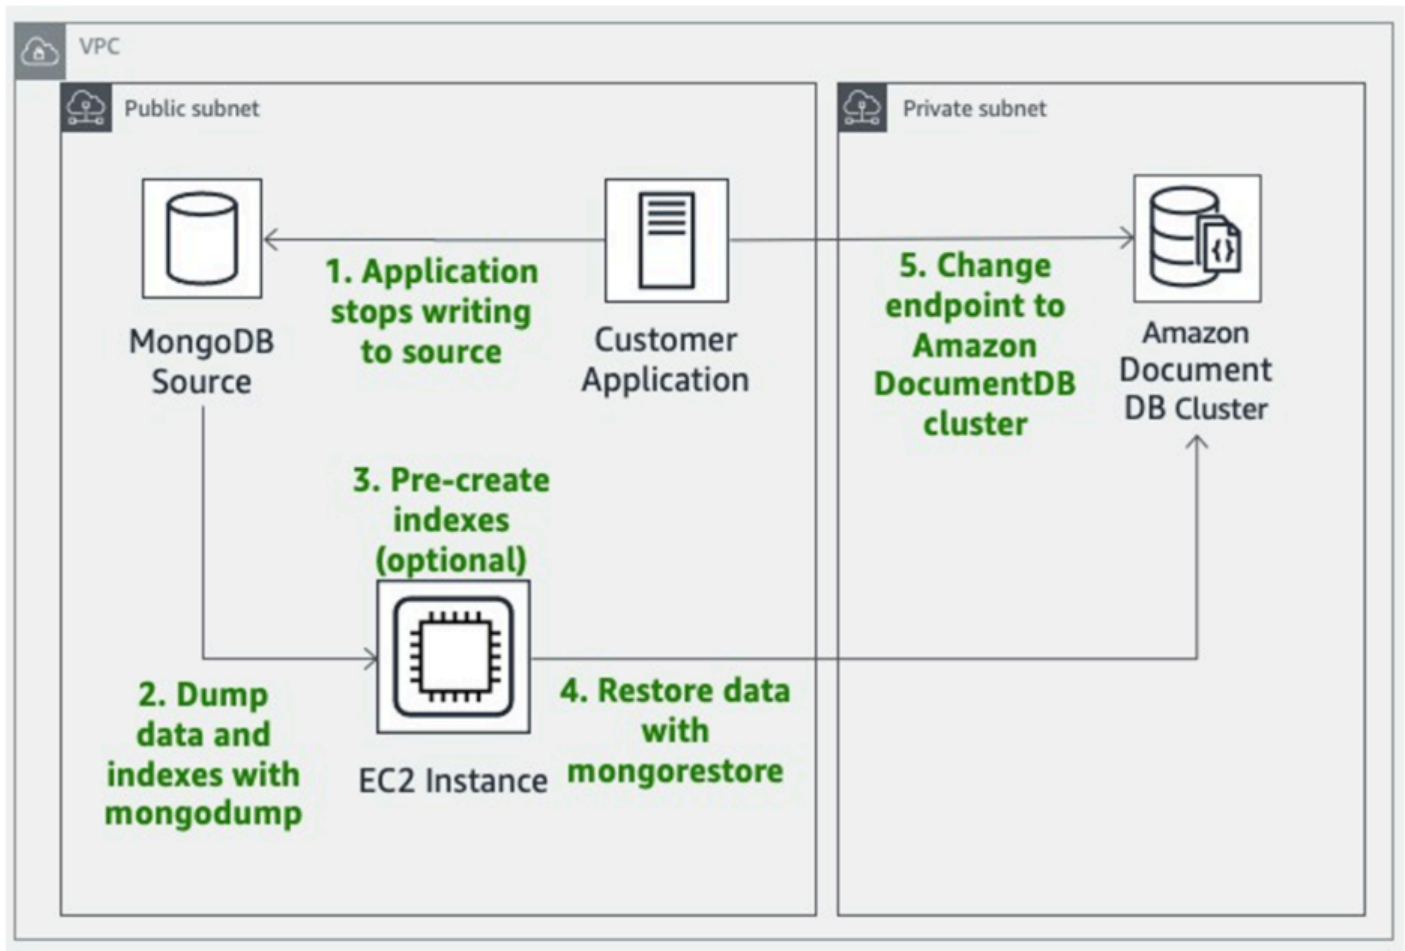 VPC
Public subnet
Private subnet
MongoDB
Source
1. Application
stops writing
to source
Customer
Application
5. Change
endpoint to
Amazon
DocumentDB
cluster
Amazon
Document
DB Cluster
3. Pre-create
indexes
(optional)
2. Dump
data and
indexes with
mongodump
EC2 Instance
4. Restore data
with
mongorestore